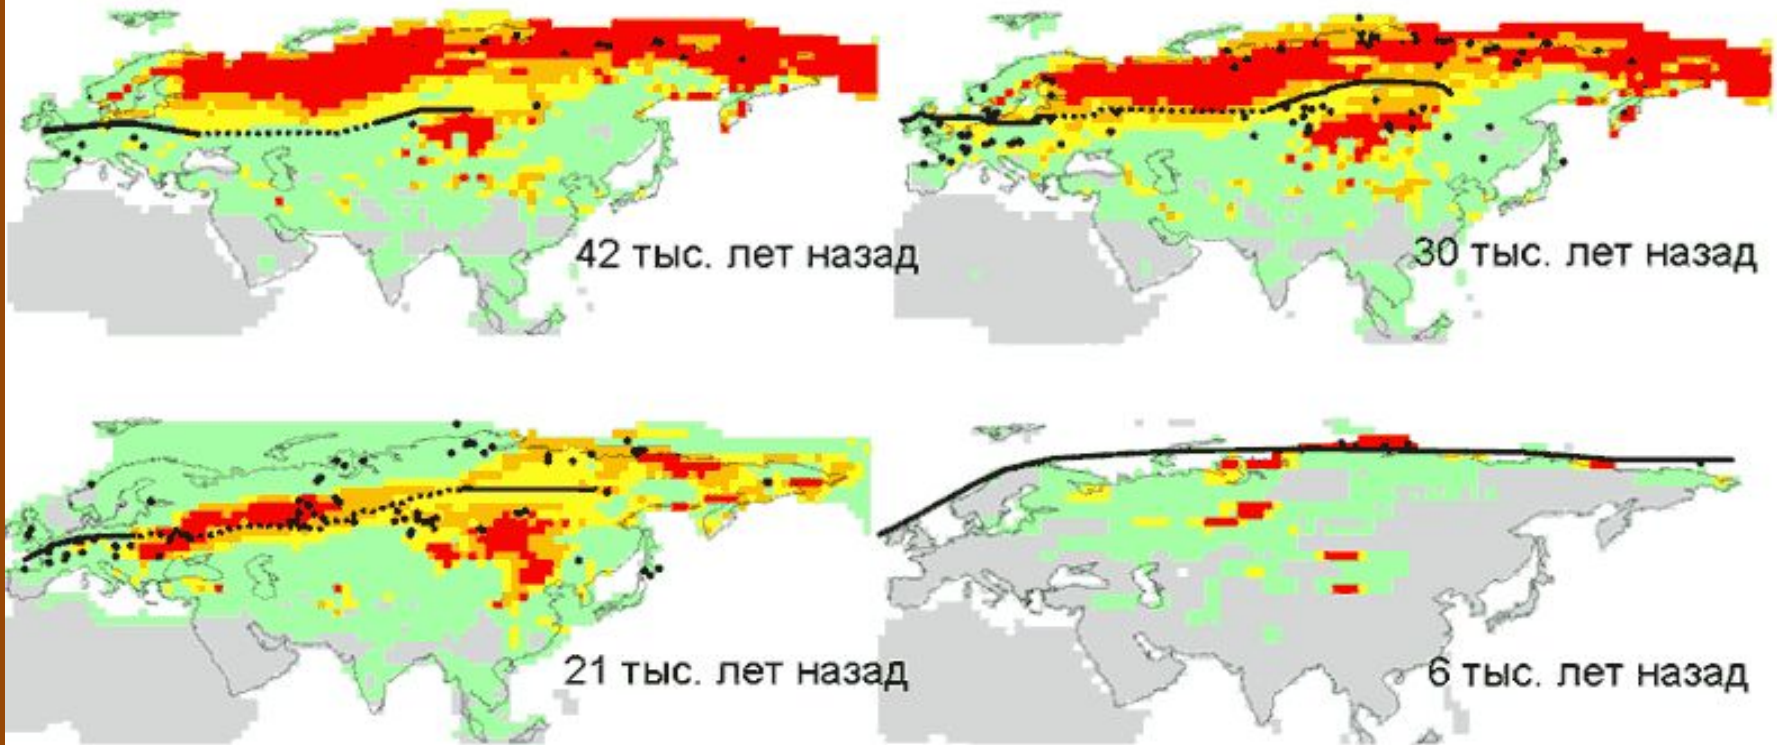 42 тыс. лет назад
30 тыс. лет назад
21 тыс. лет назад
6 тыс. лет назад